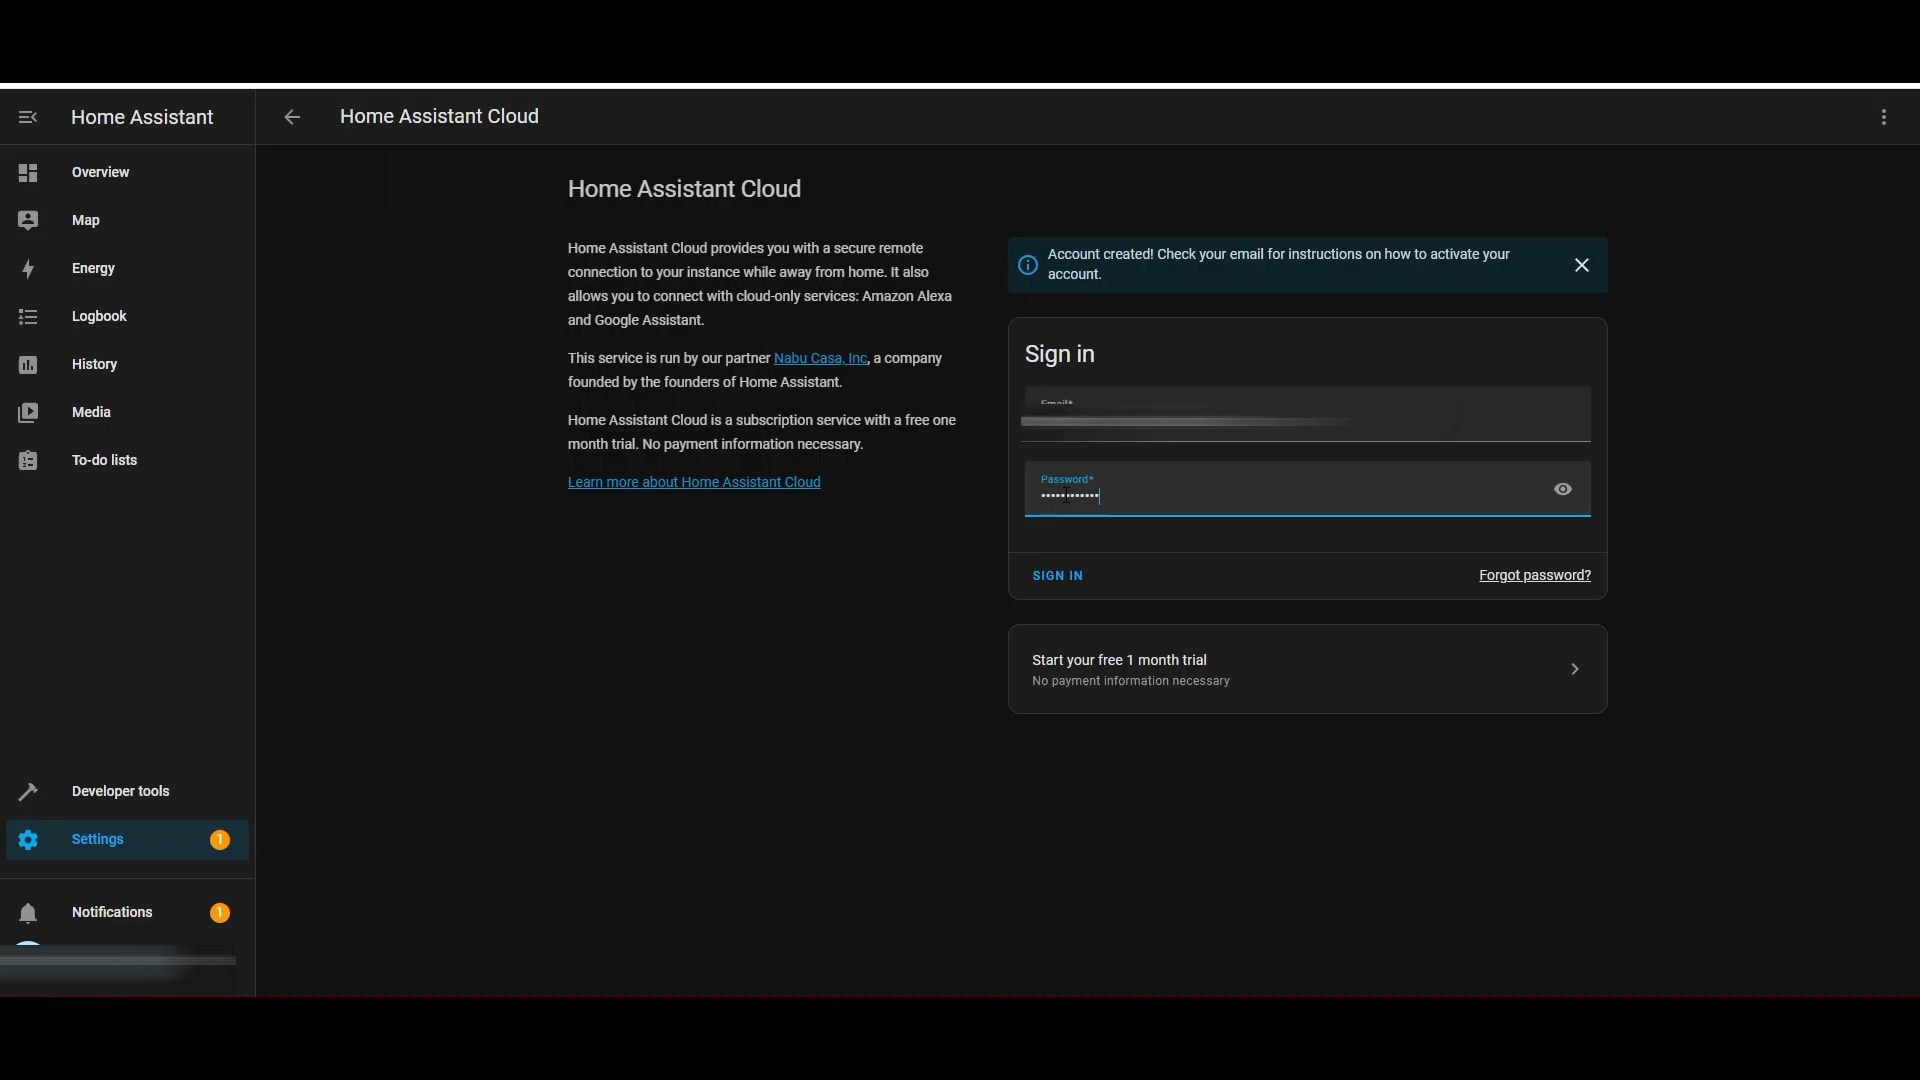 Home Assistant
Home Assistant Cloud
Overview
Map
Energy
Logbook
History
Media
To-do lists
Developer tools
Settings
1
Notifications
1
Home Assistant Cloud
Home Assistant Cloud provides you with a secure remote
connection to your instance while away from home. It also
allows you to connect with cloud-only services: Amazon Alexa
and Google Assistant.
This service is run by our partner Nabu Casa, Inc, a company
founded by the founders of Home Assistant.
Home Assistant Cloud is a subscription service with a free one
month trial. No payment information necessary.
Learn more about Home Assistant Cloud
Account created! Check your email for instructions on how to activate your
account.
Sign in
Email*
Password*
••••••••••••
SIGN IN
Forgot password?
Start your free 1 month trial
No payment information necessary